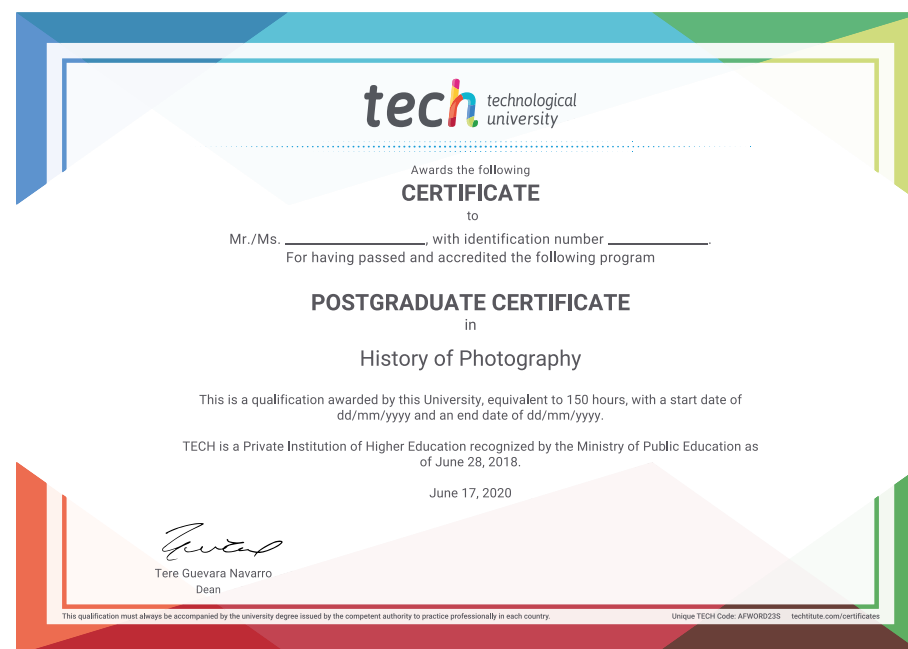 tech technological
university
Awards the following
CERTIFICATE
to
Mr./Ms. ____________________, with identification number ______________.
For having passed and accredited the following program
POSTGRADUATE CERTIFICATE
in
History of Photography
This is a qualification awarded by this University, equivalent to 150 hours, with a start date of
dd/mm/yyyy and an end date of dd/mm/yyyy.
TECH is a Private Institution of Higher Education recognized by the Ministry of Public Education as
of June 28, 2018.
June 17, 2020
Tere Guevara Navarro
Dean
This qualification must always be accompanied by the university degree issued by the competent authority to practice professionally in each country.
Unique TECH Code: AFWORD23S techtitute.com/certificates